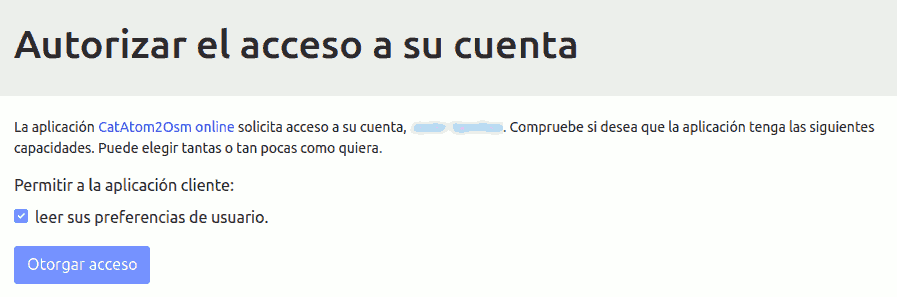 Autorizar el acceso a su cuenta
La aplicación CatAtom2Osm online solicita acceso a su cuenta, . Compruebe si desea que la aplicación tenga las siguientes
capacidades. Puede elegir tantas o tan pocas como quiera.
Permitir a la aplicación cliente:
leer sus preferencias de usuario.
Otorgar acceso